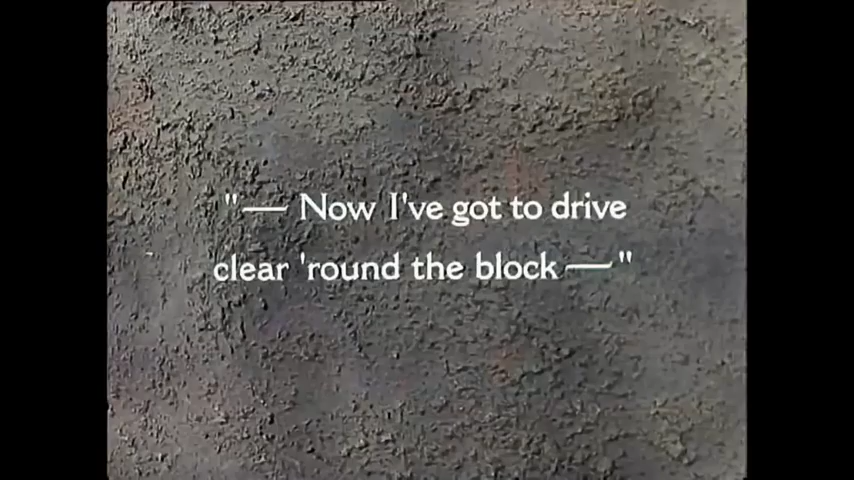 "— Now I've got to drive
clear 'round the block —"